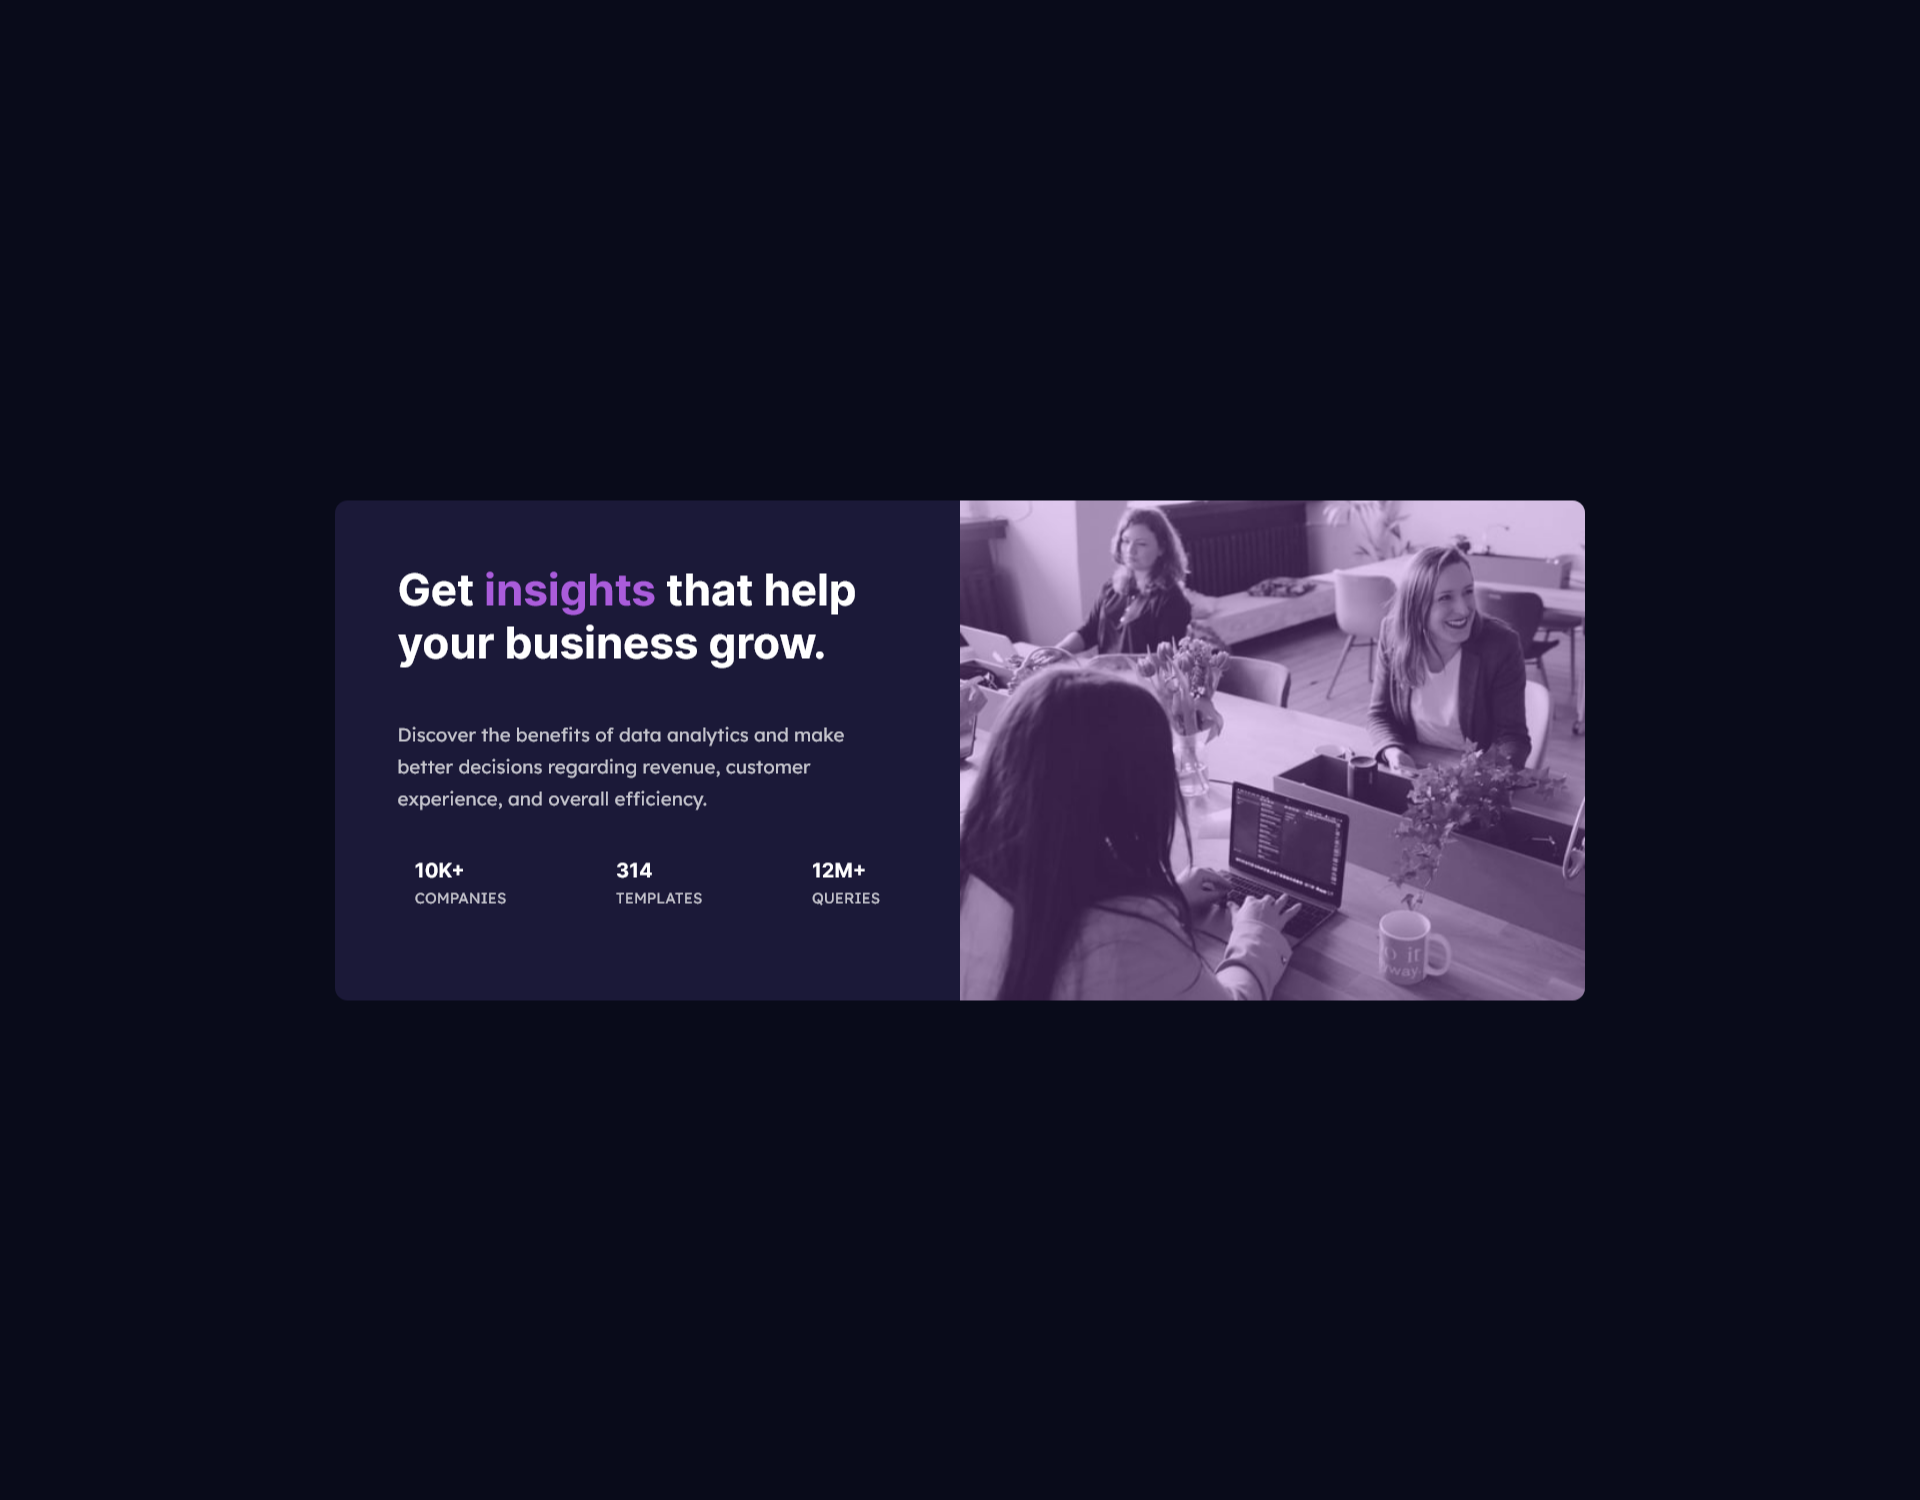 Get insights that help
your business grow.
Discover the benefits of data analytics and make
better decisions regarding revenue, customer
experience, and overall efficiency.
10K+
COMPANIES
314
TEMPLATES
12M+
QUERIES